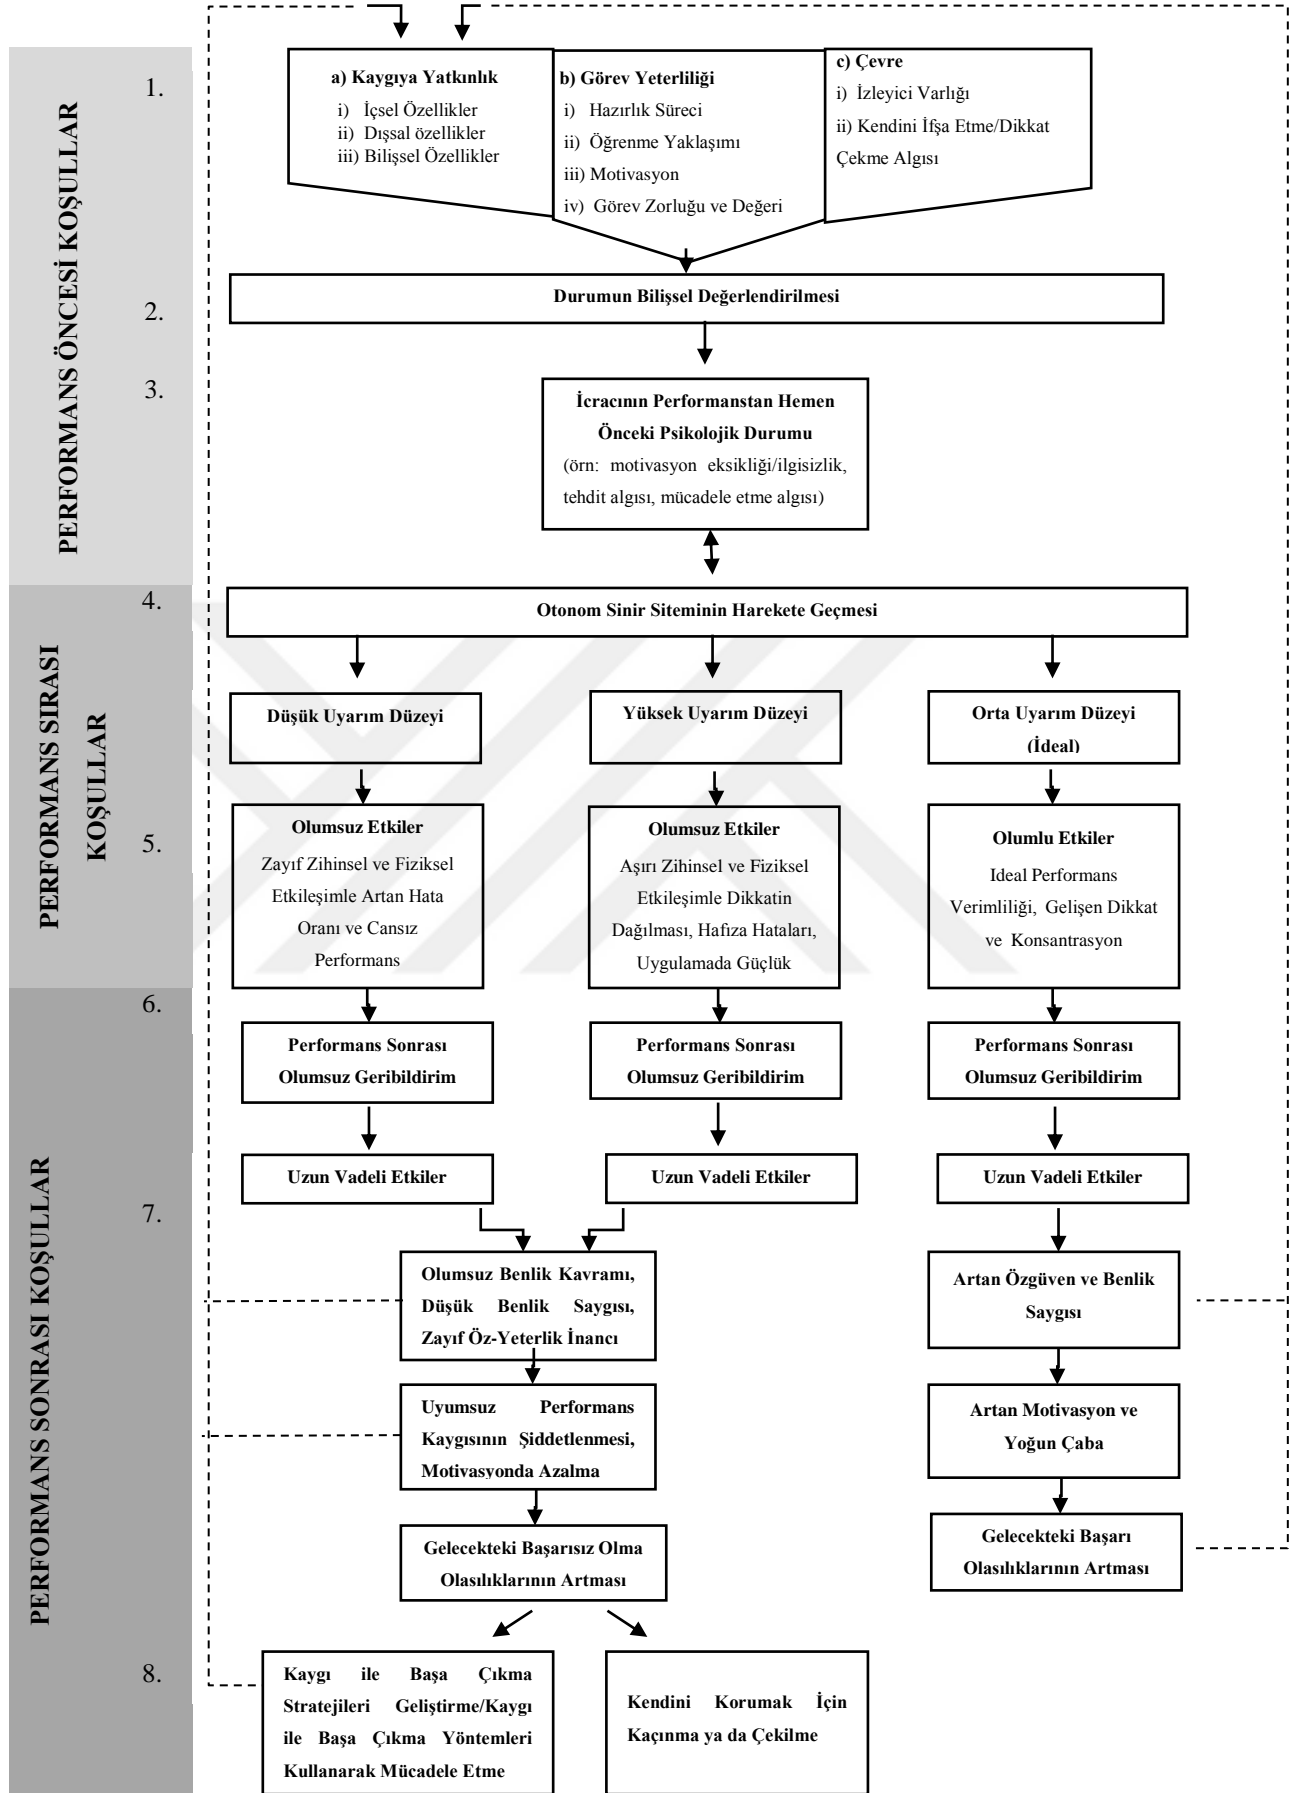 PERFORMANS ÖNCESİ KOŞULLAR
1.
a) Kaygıya Yatkınlık
i) İçsel Özellikler
ii) Dışsal özellikler
iii) Bilişsel Özellikler
b) Görev Yeterliliği
i) Hazırlık Süreci
ii) Öğrenme Yaklaşımı
iii) Motivasyon
iv) Görev Zorluğu ve Değeri
c) Çevre
i) İzleyici Varlığı
ii) Kendini İfşa Etme/Dikkat
Çekme Algısı
2.
Durumun Bilişsel Değerlendirilmesi
3.
İcracının Performanstan Hemen
Önceki Psikolojik Durumu
(örn: motivasyon eksikliği/ilgisizlik,
tehdit algısı, mücadele etme algısı)
PERFORMANS SIRASI
KOŞULLAR
4.
Otonom Sinir Siteminin Harekete Geçmesi
Düşük Uyarım Düzeyi
Yüksek Uyarım Düzeyi
Orta Uyarım Düzeyi
(İdeal)
5.
Olumsuz Etkiler
Zayıf Zihinsel ve Fiziksel
Etkileşimle Artan Hata
Oranı ve Cansız
Performans
Olumsuz Etkiler
Aşırı Zihinsel ve Fiziksel
Etkileşimle Dikkatin
Dağılması, Hafıza Hataları,
Uygulamada Güçlük
Olumlu Etkiler
Ideal Performans
Verimliliği, Gelişen Dikkat
ve Konsantrasyon
PERFORMANS SONRASI KOŞULLAR
6.
Performans Sonrası
Olumsuz Geribildirim
Performans Sonrası
Olumsuz Geribildirim
Performans Sonrası
Olumsuz Geribildirim
Uzun Vadeli Etkiler
Uzun Vadeli Etkiler
Uzun Vadeli Etkiler
7.
Olumsuz Benlik Kavramı,
Düşük Benlik Saygısı,
Zayıf Öz-Yeterlik İnancı
Artan Özgüven ve Benlik
Saygısı
Uyumsuz Performans
Kaygısının Şiddetlenmesi,
Motivasyonda Azalma
Artan Motivasyon ve
Yoğun Çaba
Gelecekteki Başarısız Olma
Olasılıklarının Artması
Gelecekteki Başarı
Olasılıklarının Artması
8.
Kaygı ile Başa Çıkma
Stratejileri Geliştirme/Kaygı
ile Başa Çıkma Yöntemleri
Kullanarak Mücadele Etme
Kendini Korumak İçin
Kaçınma ya da Çekilme